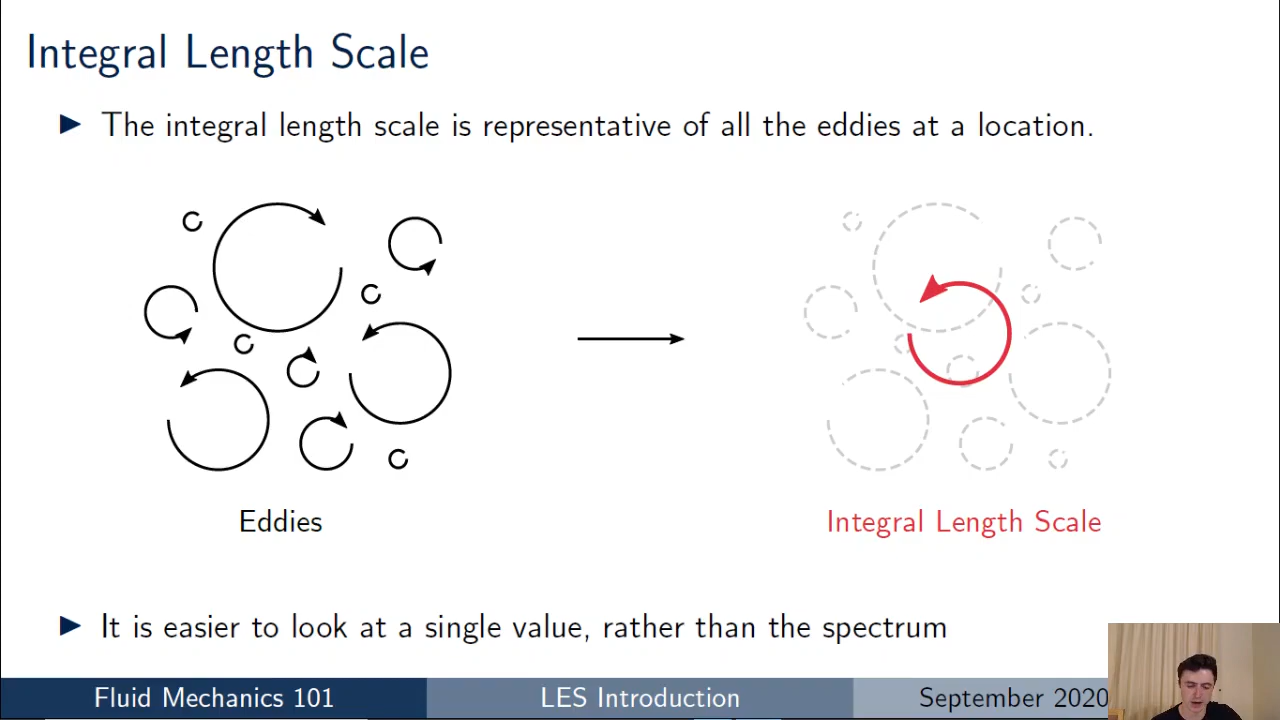 Integral Length Scale
The integral length scale is representative of all the eddies at a location.
Eddies
Integral Length Scale
It is easier to look at a single value, rather than the spectrum
Fluid Mechanics 101
LES Introduction
September 2020